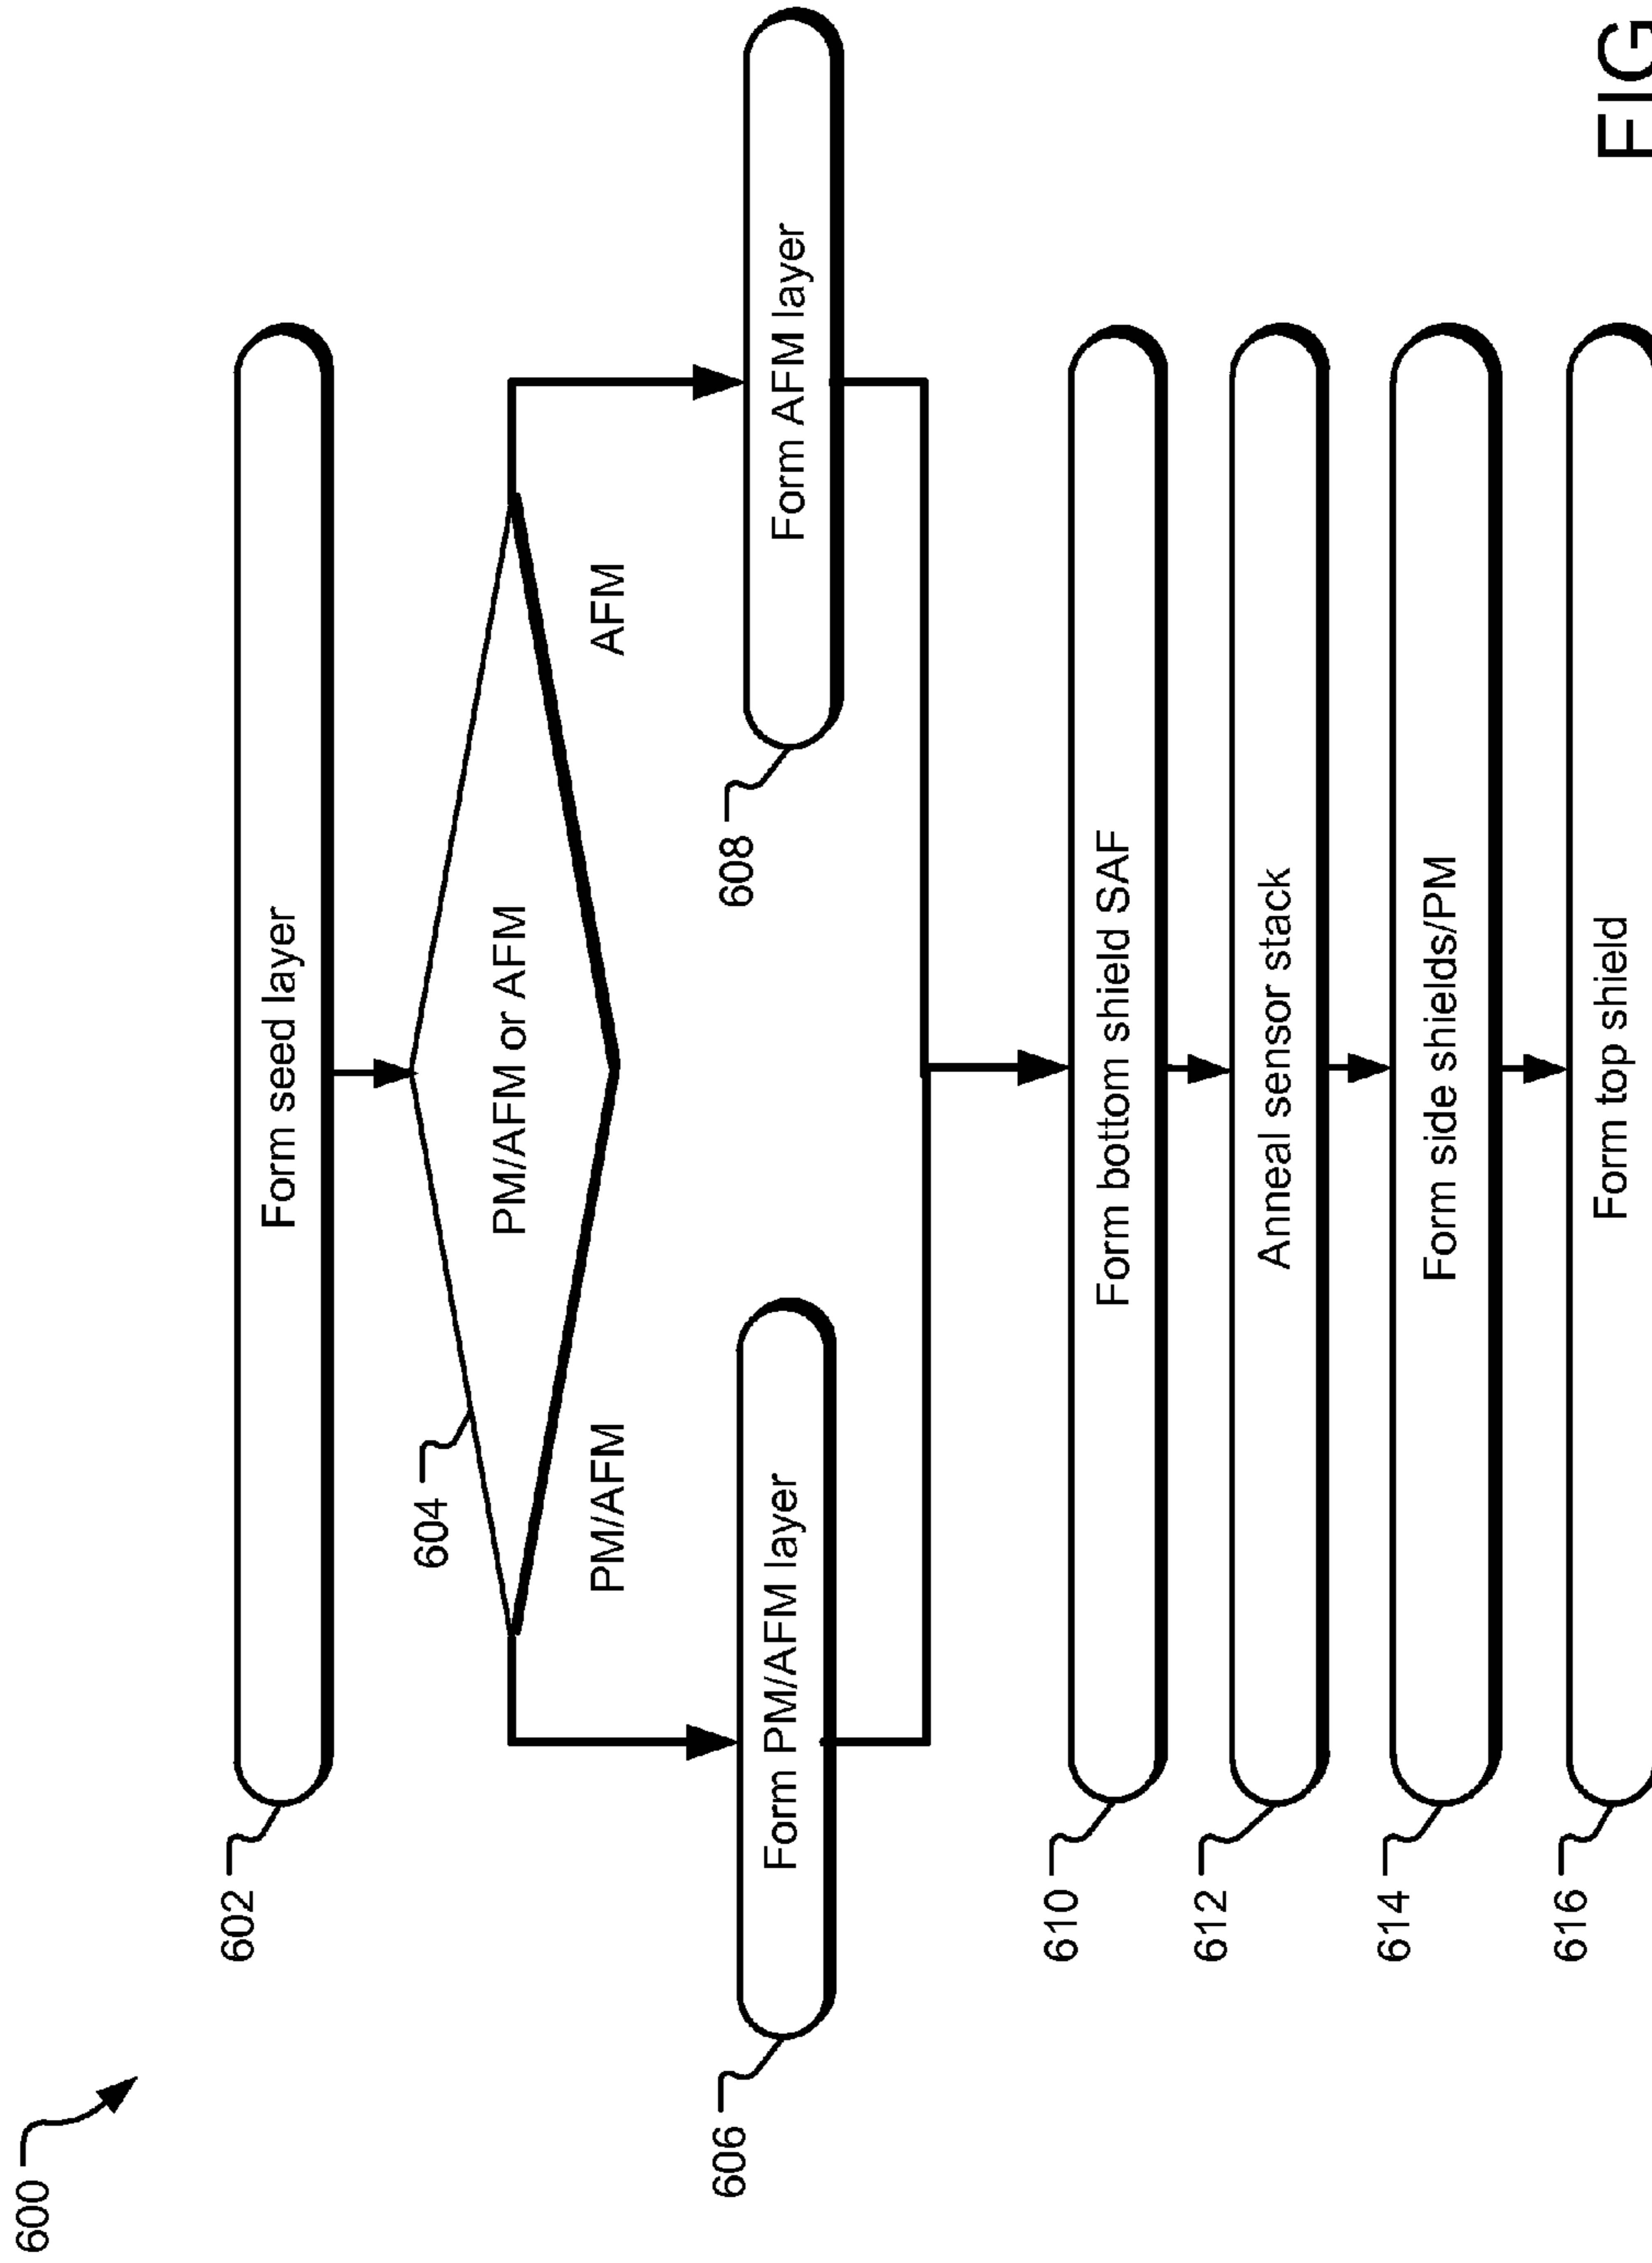 600
602
Form seed layer
604
PM/AFM or AFM
PM/AFM
AFM
606
Form PM/AFM layer
608
Form AFM layer
610
Form bottom shield SAF
612
Anneal sensor stack
614
Form side shields/PM
616
Form top shield
FIG